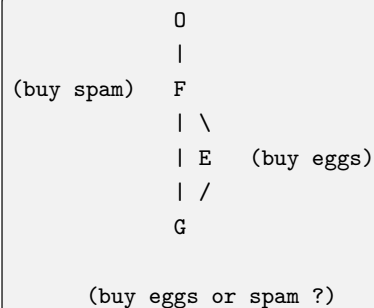 O
|
(buy spam) F
| \
| E (buy eggs)
| /
G
(buy eggs or spam ?)